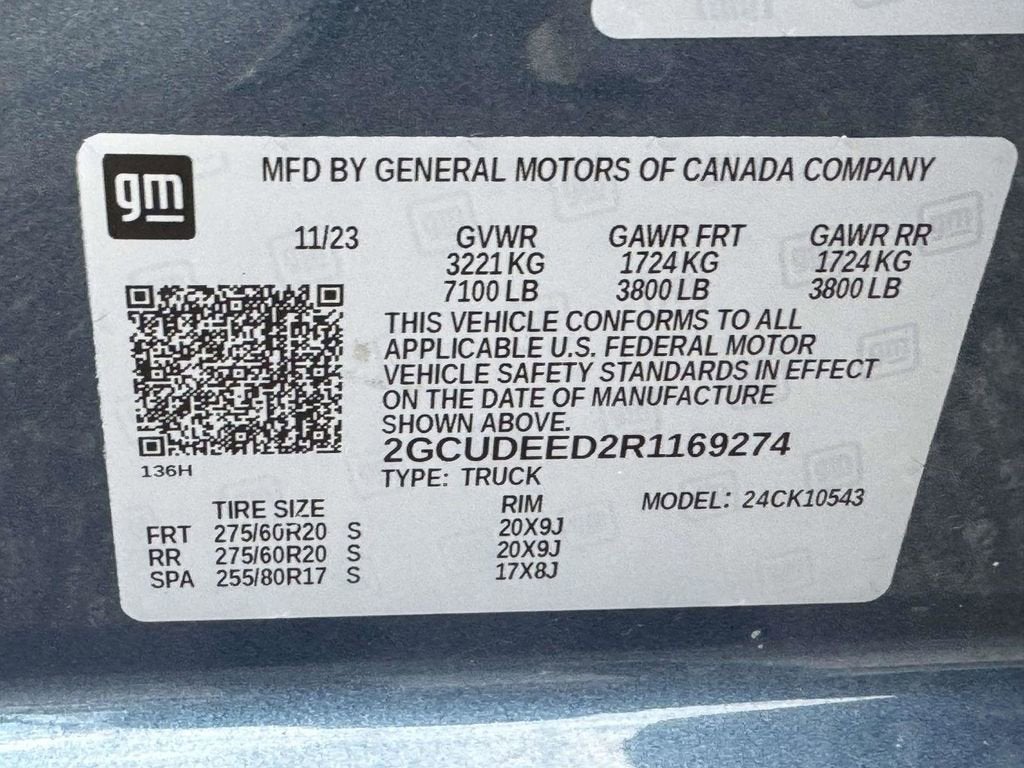 gm
MFD BY GENERAL MOTORS OF CANADA COMPANY
11/23 GVWR GAWR FRT GAWR RR
3221 KG 1724 KG 1724 KG
7100 LB 3800 LB 3800 LB
THIS VEHICLE CONFORMS TO ALL
APPLICABLE U.S. FEDERAL MOTOR
VEHICLE SAFETY STANDARDS IN EFFECT
ON THE DATE OF MANUFACTURE
SHOWN ABOVE.
2GCUDEED2R1169274
136H
TYPE: TRUCK
TIRE SIZE RIM MODEL: 24CK10543
FRT 275/60R20 S 20X9J
RR 275/60R20 S 20X9J
SPA 255/80R17 S 17X8J